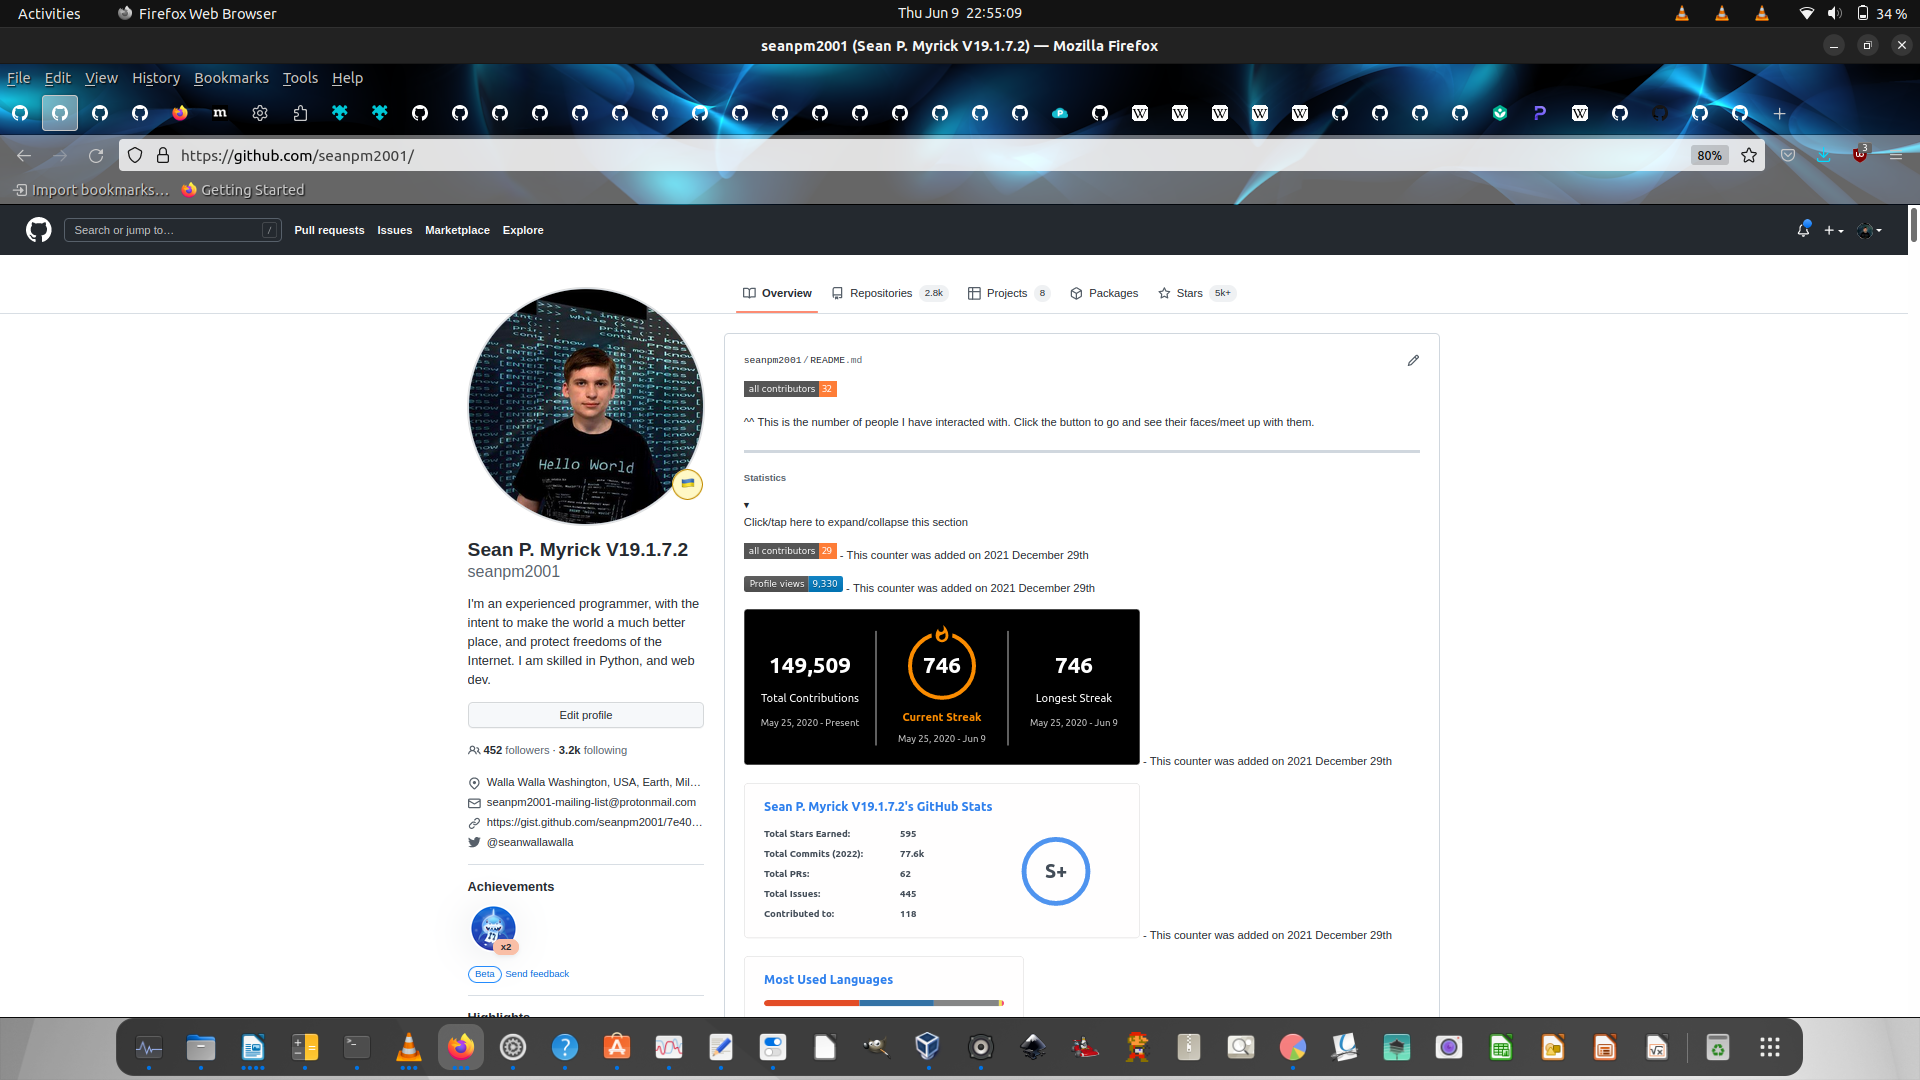 Activities
Firefox Web Browser
Thu Jun 9 22:55:09
34 %
seanpm2001 (Sean P. Myrick V19.1.7.2) — Mozilla Firefox
File Edit View History Bookmarks Tools Help
https://github.com/seanpm2001/
80%
3
Import bookmarks…
Getting Started
Search or jump to…
/
Pull requests
Issues
Marketplace
Explore
Overview
Repositories 2.8k
Projects 8
Packages
Stars 5k+
Hello World
Sean P. Myrick V19.1.7.2
seanpm2001
I'm an experienced programmer, with the
intent to make the world a much better
place, and protect freedoms of the
Internet. I am skilled in Python, and web
dev.
Edit profile
452 followers · 3.2k following
Walla Walla Washington, USA, Earth, Mil…
seanpm2001-mailing-list@protonmail.com
https://gist.github.com/seanpm2001/7e40…
@seanwallawalla
Achievements
x2
Beta Send feedback
Highlights
seanpm2001/README.md
all contributors 32
^^ This is the number of people I have interacted with. Click the button to go and see their faces/meet up with them.
Statistics
▾
Click/tap here to expand/collapse this section
all contributors 29 - This counter was added on 2021 December 29th
Profile views 9,330 - This counter was added on 2021 December 29th
149,509
Total Contributions
May 25, 2020 - Present
746
Current Streak
May 25, 2020 - Jun 9
746
Longest Streak
May 25, 2020 - Jun 9
- This counter was added on 2021 December 29th
Sean P. Myrick V19.1.7.2's GitHub Stats
Total Stars Earned: 595
Total Commits (2022): 77.6k
Total PRs: 62
Total Issues: 445
Contributed to: 118
S+
- This counter was added on 2021 December 29th
Most Used Languages